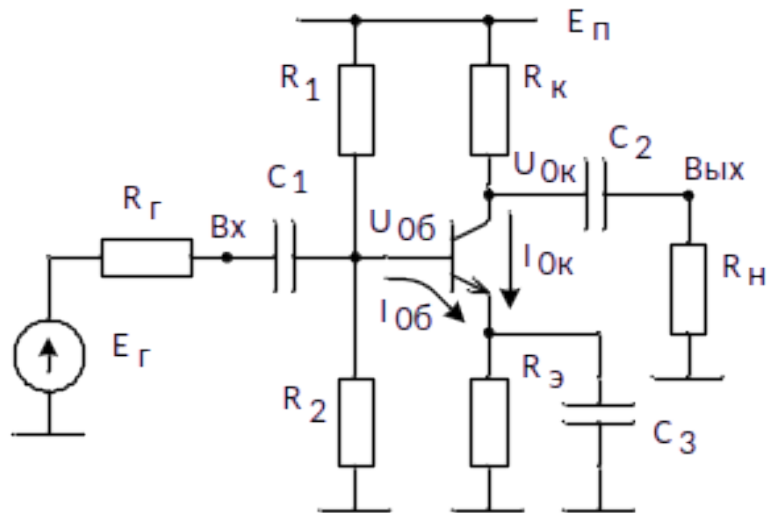 E п
R 1
R к
C 2
U 0к
Вых
C 1
R г
Вх
U 0б
I 0к
R н
I 0б
E г
R 2
R э
C 3